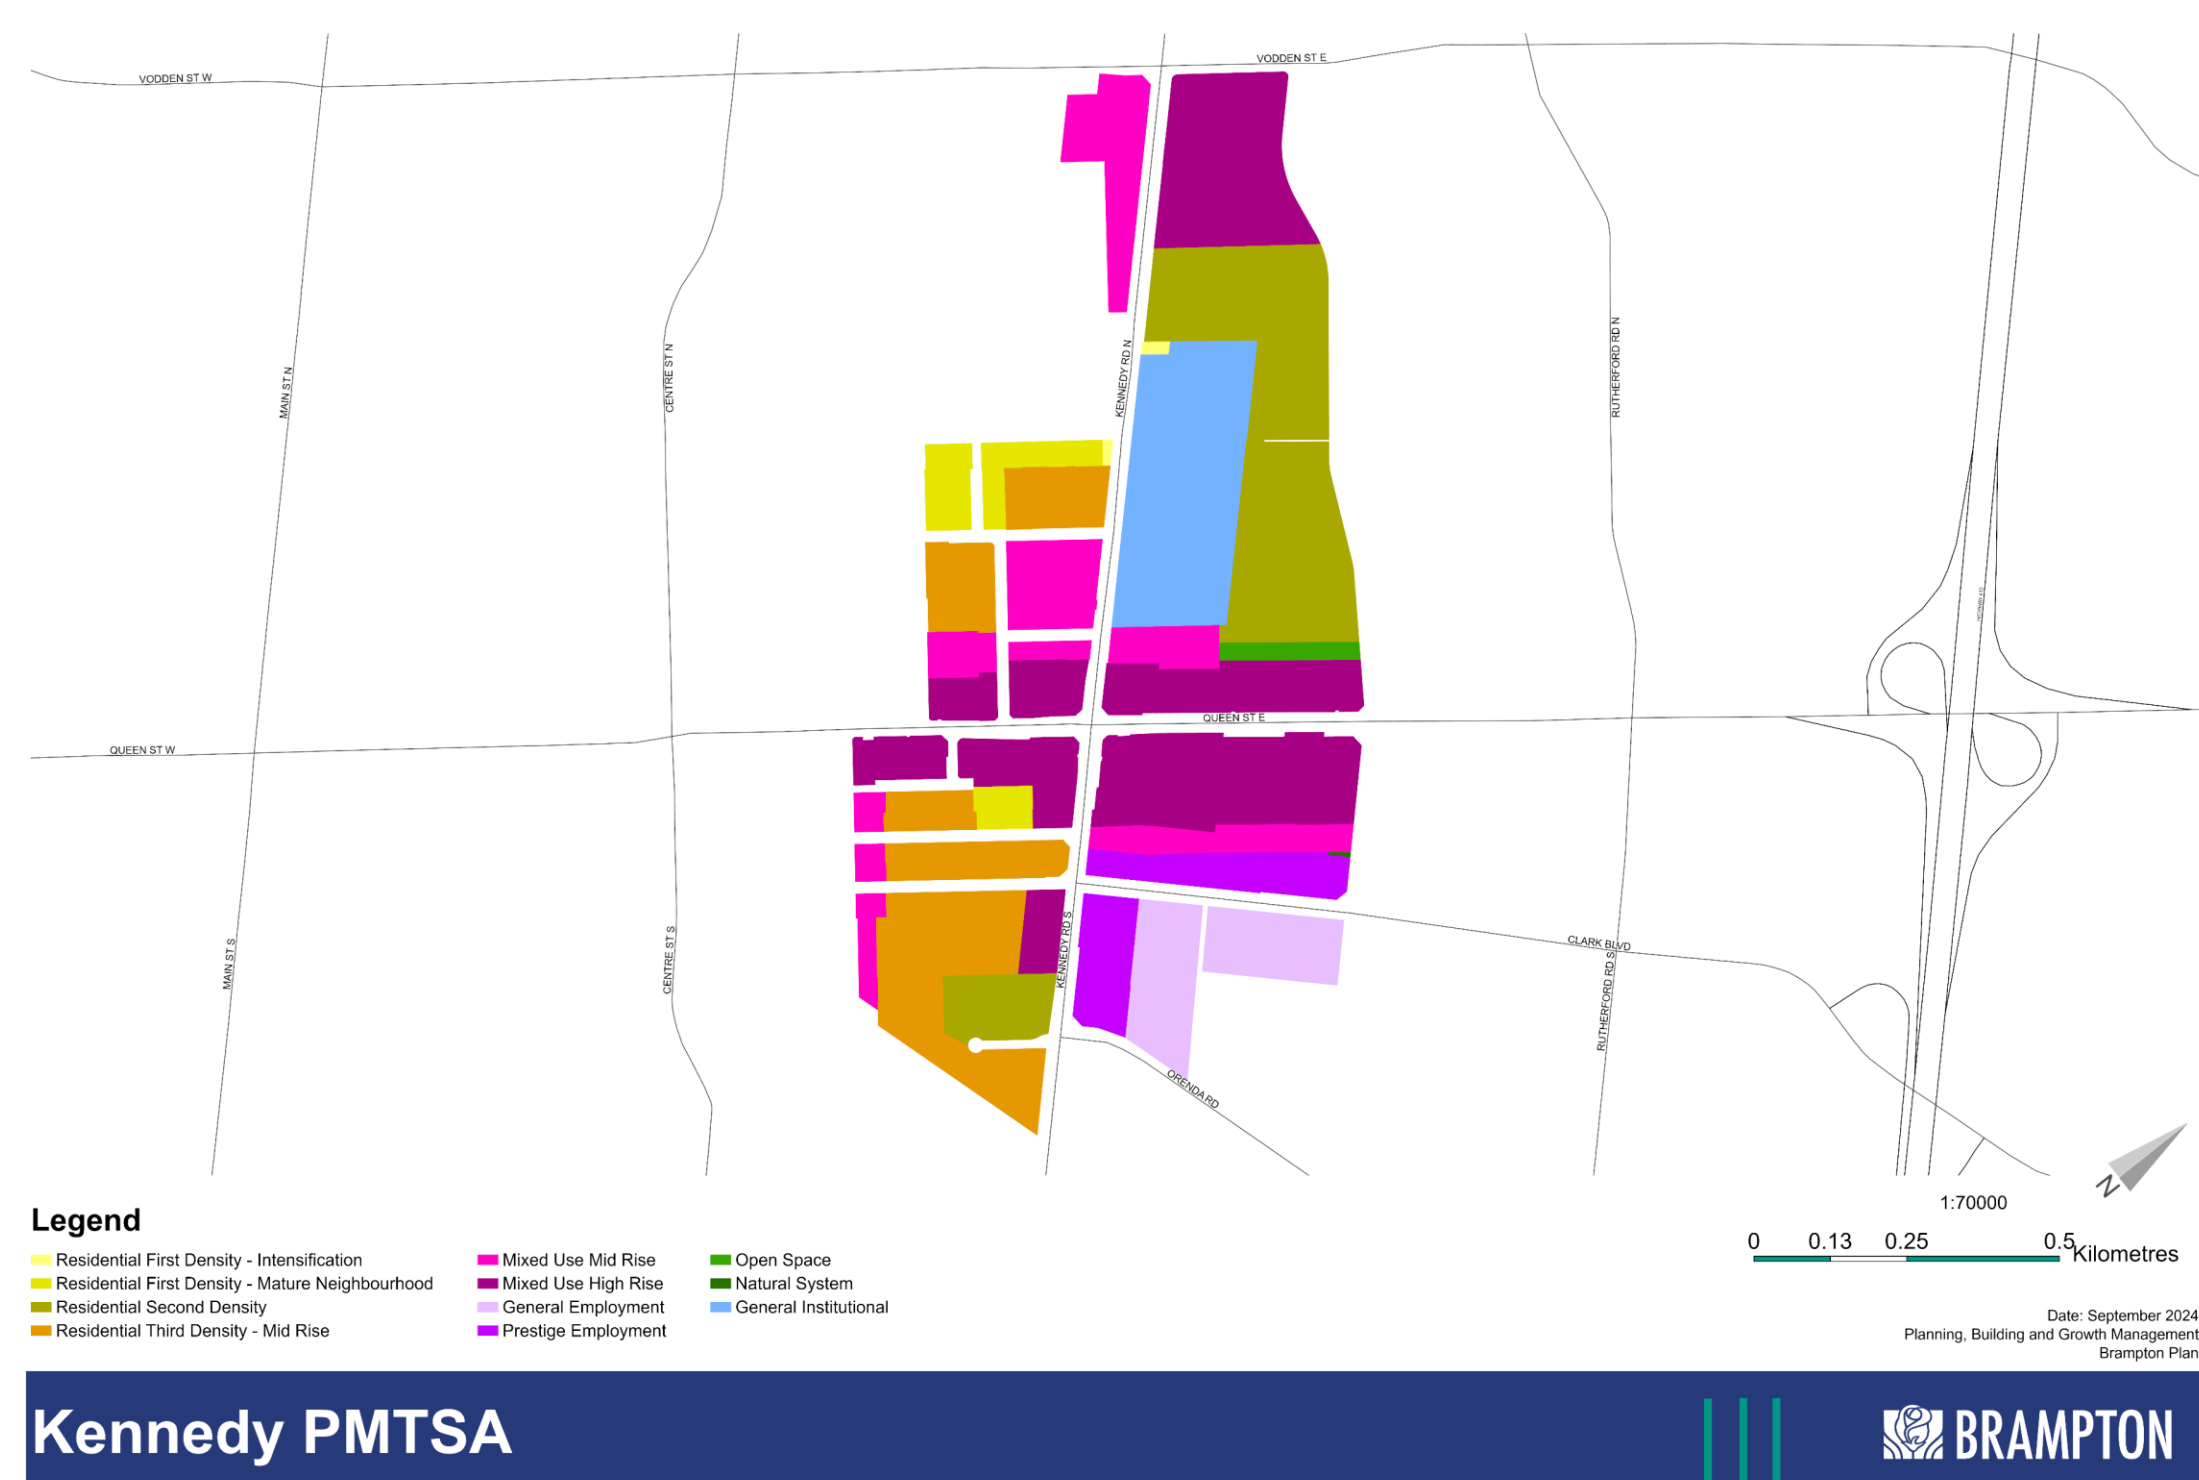 VODDEN ST W
VODDEN ST E
MAIN ST N
CENTRE ST N
KENNEDY RD N
RUTHERFORD RD N
HIGHWAY 410
QUEEN ST E
QUEEN ST W
MAIN ST S
CENTRE ST S
KENNEDY RD S
CLARK BLVD
RUTHERFORD RD S
ORENDA RD
N
1:70000
0 0.13 0.25 0.5
Kilometres
Legend
Residential First Density - Intensification
Residential First Density - Mature Neighbourhood
Residential Second Density
Residential Third Density - Mid Rise
Mixed Use Mid Rise
Mixed Use High Rise
General Employment
Prestige Employment
Open Space
Natural System
General Institutional
Date: September 2024
Planning, Building and Growth Management
Brampton Plan
Kennedy PMTSA
BRAMPTON